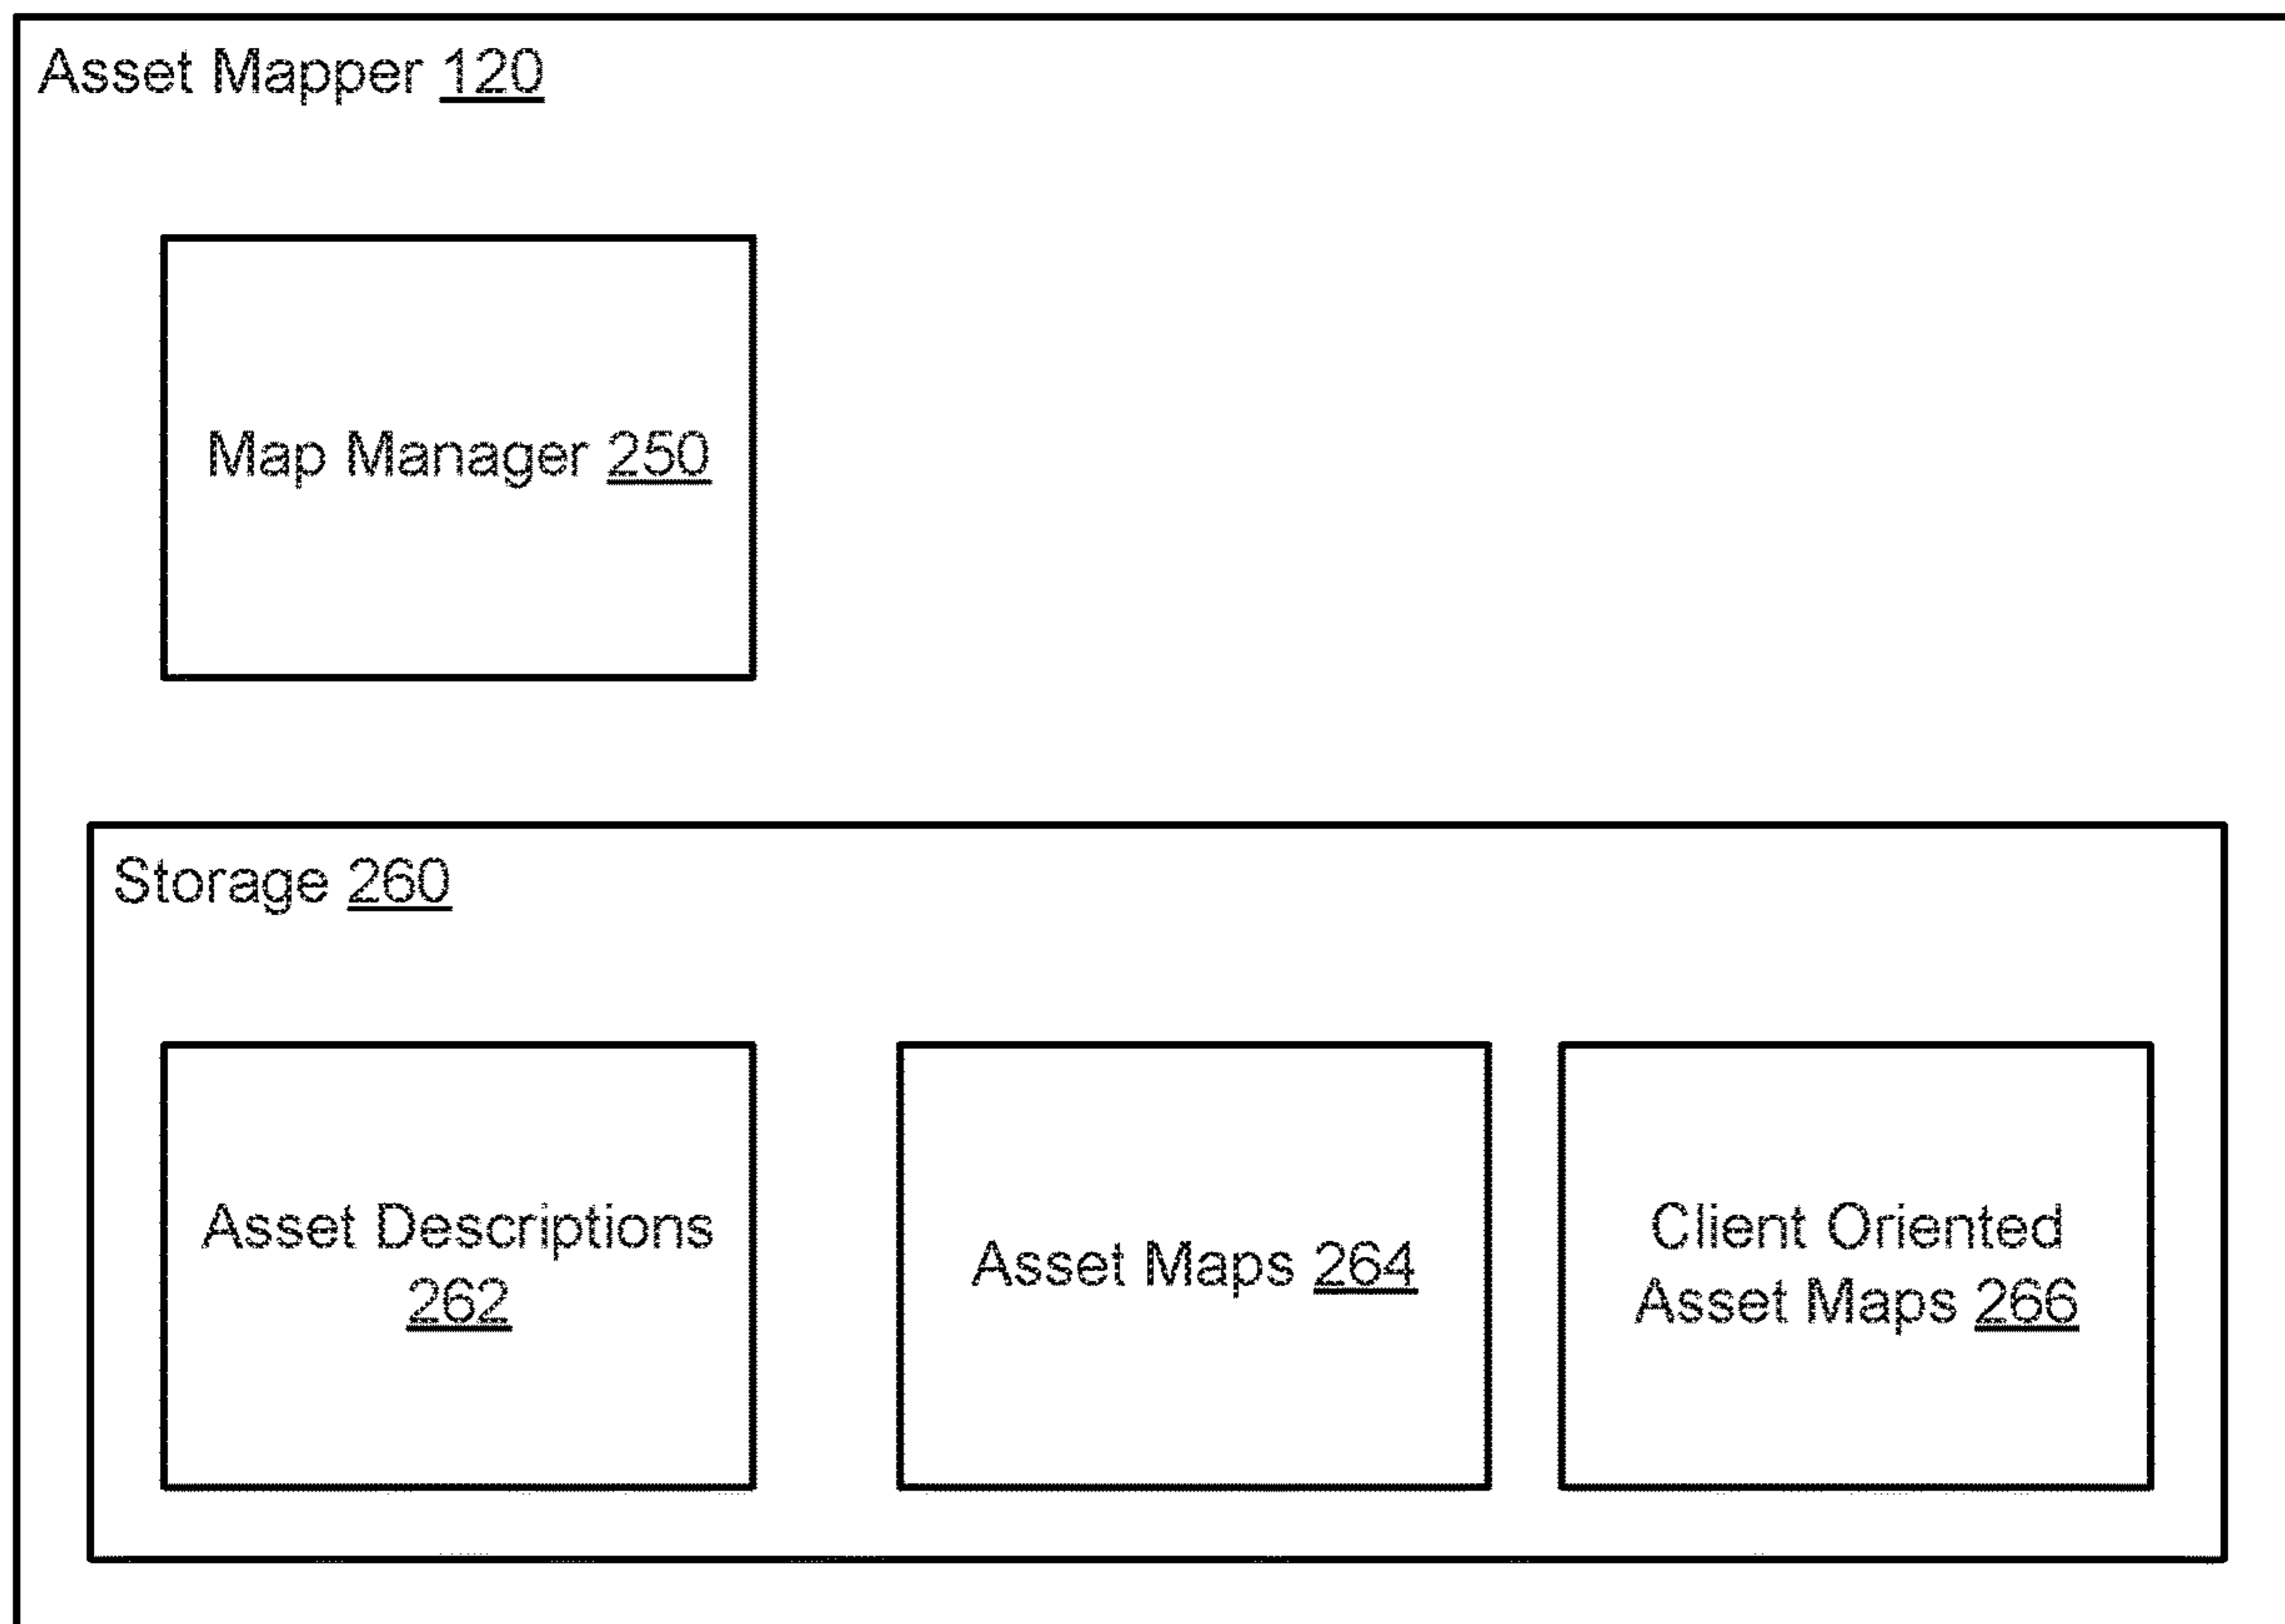 Asset Mapper 120
Map Manager 250
Storage 260
Asset Descriptions
262
Asset Maps 264
Client Oriented
Asset Maps 266